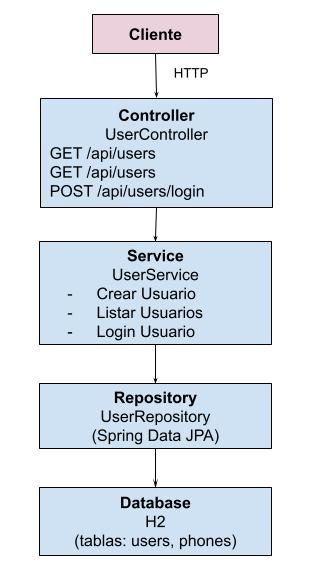 Cliente
HTTP
Controller
UserController
GET /api/users
GET /api/users
POST /api/users/login
Service
UserService
- Crear Usuario
- Listar Usuarios
- Login Usuario
Repository
UserRepository
(Spring Data JPA)
Database
H2
(tablas: users, phones)